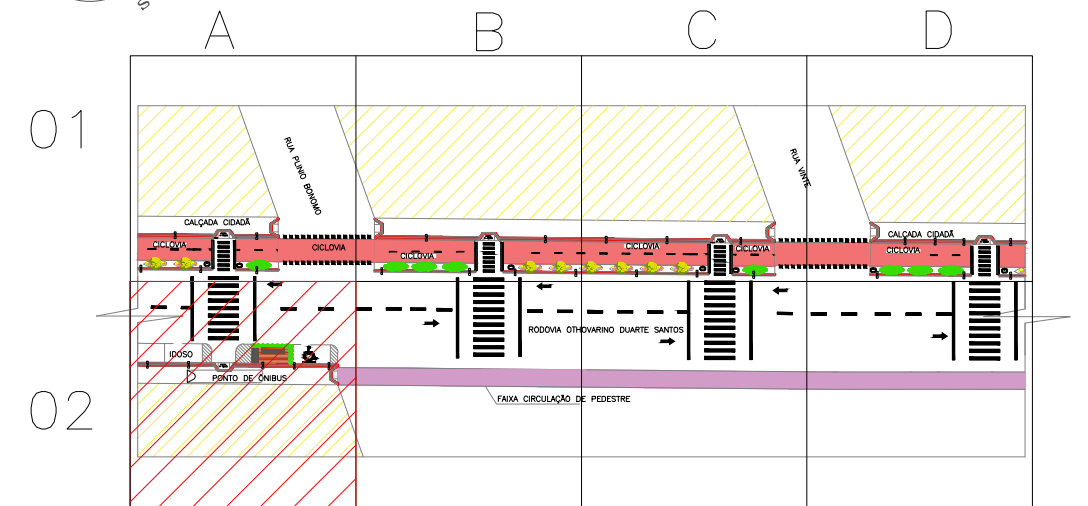 A B C D
01
RUA PLINIO BONOMO
RUA VINTE
CALÇADA CIDADÃ
CALÇADA CIDADÃ
CICLOVIA
CICLOVIA
CICLOVIA
CICLOVIA
CICLOVIA
CICLOVIA
RODOVIA OTHOVARINO DUARTE SANTOS
IDOSO
PONTO DE ÔNIBUS
02
FAIXA CIRCULAÇÃO DE PEDESTRE